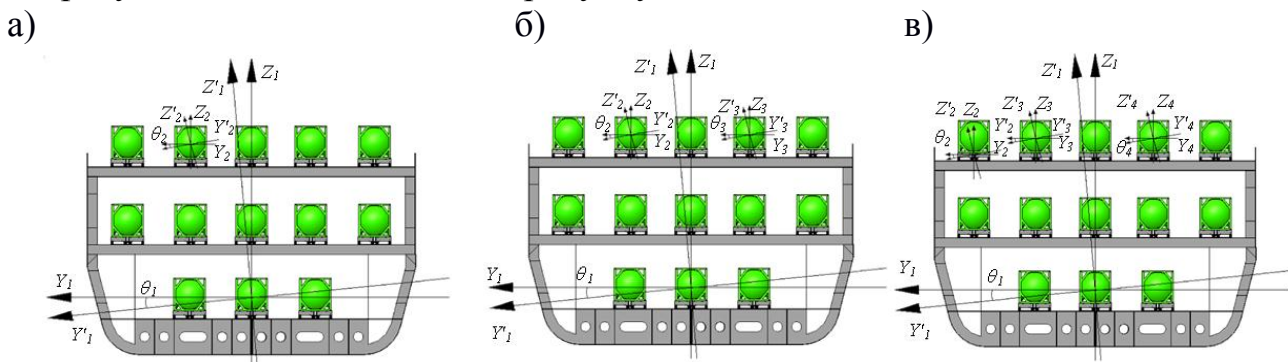 а) б) в)
Z'1 Z1 Z'1 Z1 Z'1 Z1
Z'2 Z2 Z'2 Z2 Z'3 Z3 Z'2 Z2 Z'3 Z3 Z'4 Z4
θ2 Y'2 θ2 Y'2 θ3 Y'3 θ2 Y'2 Y'3 Y'4
Y2 Y2 Y3 Y2 Y3 θ4 Y4
Y1 θ1 Y1 θ1 Y1 θ1
Y'1 Y'1 Y'1